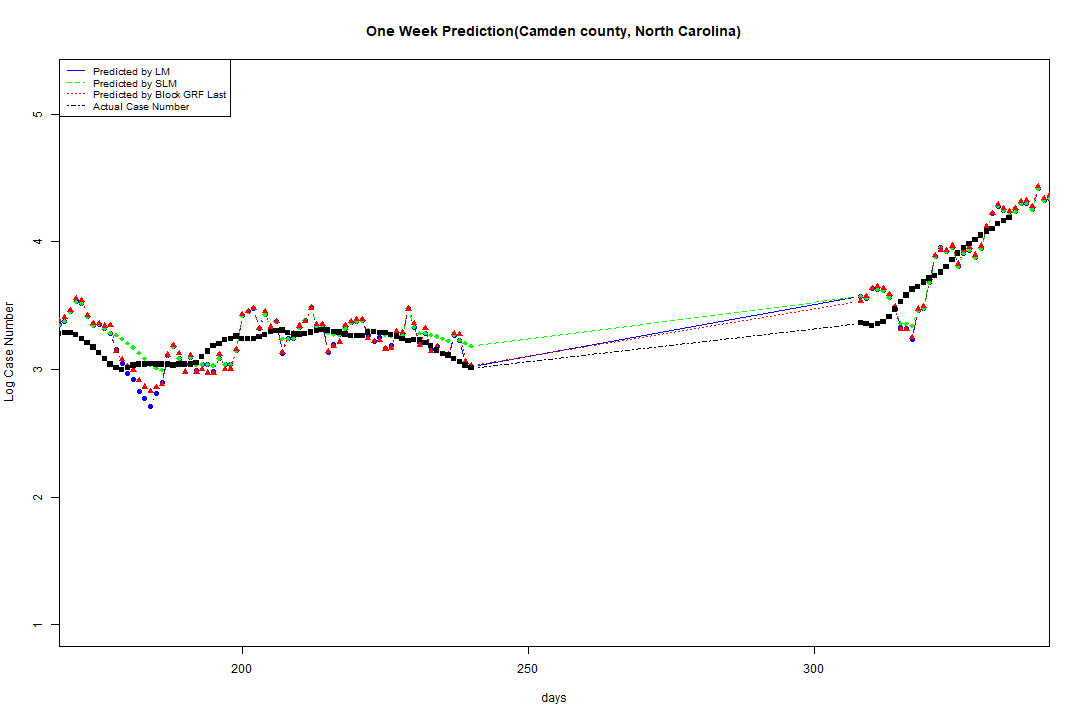 One Week Prediction(Camden county, North Carolina)
Predicted by LM
Predicted by SLM
Predicted by Block GRF Last
Actual Case Number
5
4
3
2
1
Log Case Number
200
250
300
days